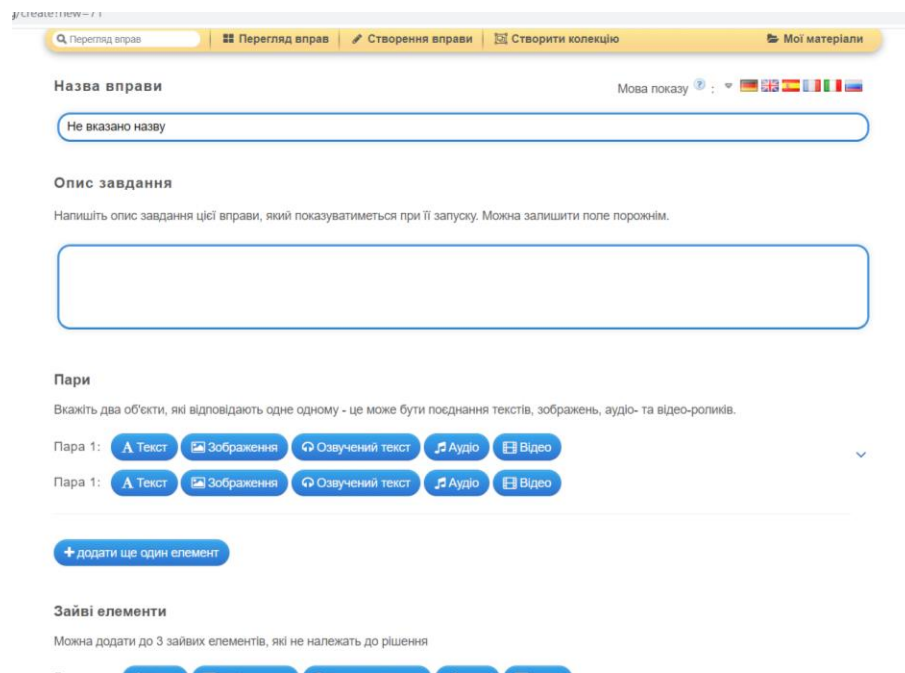 /create?new=71
Перегляд вправ Перегляд вправ Створення вправи Створити колекцію Мої матеріали
Назва вправи Мова показу ? :
Не вказано назву
Опис завдання
Напишіть опис завдання цієї вправи, який показуватиметься при її запуску. Можна залишити поле порожнім.
Пари
Вкажіть два об'єкти, які відповідають одне одному - це може бути поєднання текстів, зображень, аудіо- та відео-роликів.
Пара 1: A Текст Зображення Озвучений текст Аудіо Відео
Пара 1: A Текст Зображення Озвучений текст Аудіо Відео
+ додати ще один елемент
Зайві елементи
Можна додати до 3 зайвих елементів, які не належать до рішення